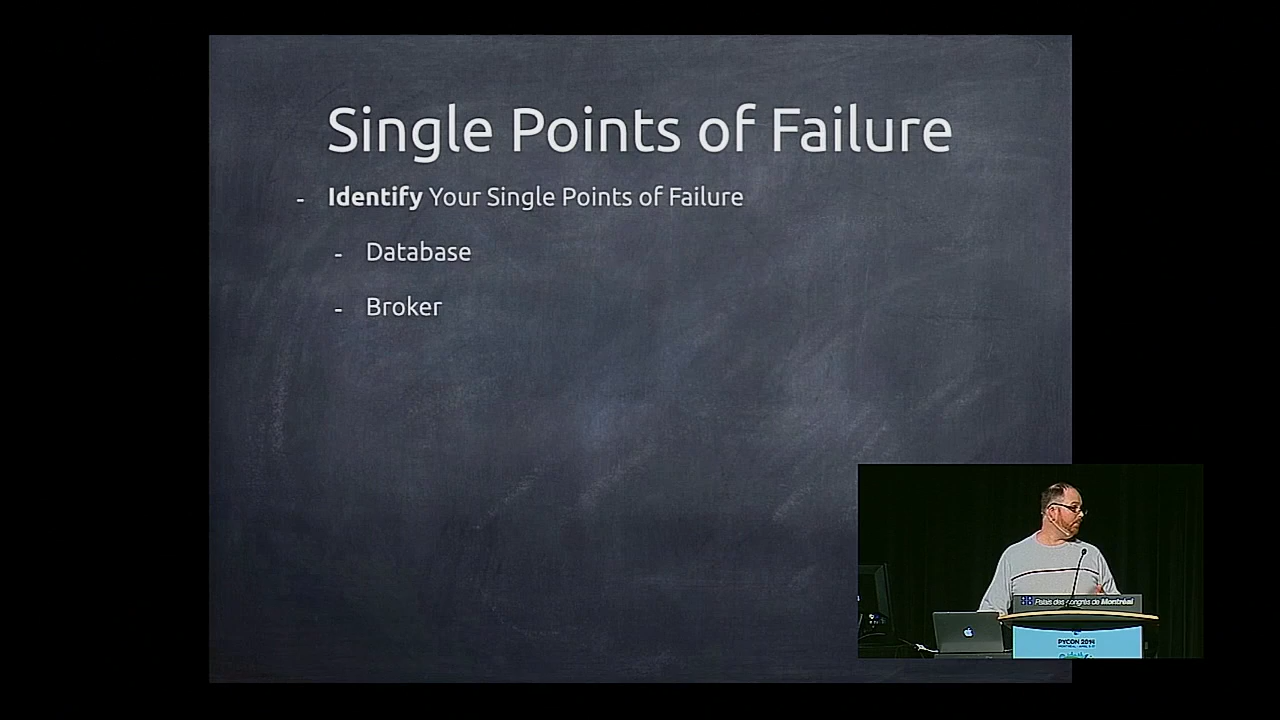 Single Points of Failure
- Identify Your Single Points of Failure
- Database
- Broker
Palais des congrès de Montréal
PYCON 2014